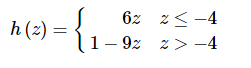 h (z) = { 6z z ≤ −4
1 − 9z z > −4